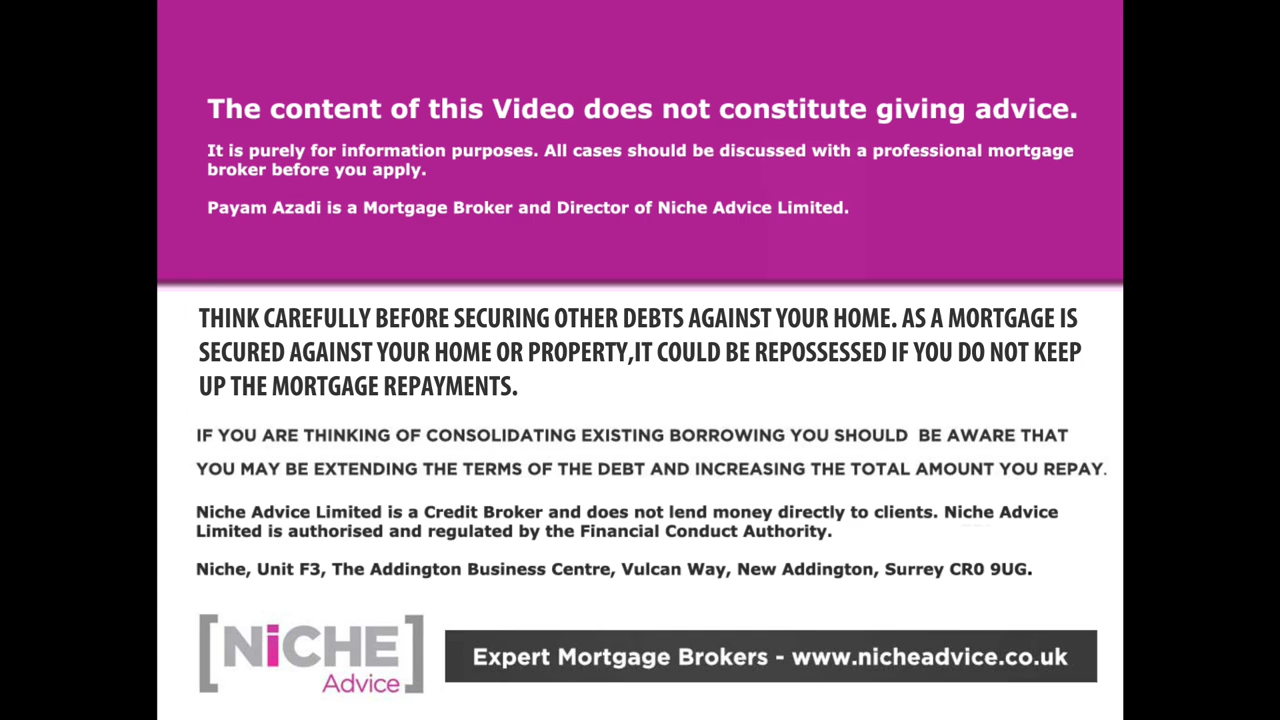 The content of this Video does not constitute giving advice.
It is purely for information purposes. All cases should be discussed with a professional mortgage
broker before you apply.
Payam Azadi is a Mortgage Broker and Director of Niche Advice Limited.
THINK CAREFULLY BEFORE SECURING OTHER DEBTS AGAINST YOUR HOME. AS A MORTGAGE IS
SECURED AGAINST YOUR HOME OR PROPERTY,IT COULD BE REPOSSESSED IF YOU DO NOT KEEP
UP THE MORTGAGE REPAYMENTS.
IF YOU ARE THINKING OF CONSOLIDATING EXISTING BORROWING YOU SHOULD BE AWARE THAT
YOU MAY BE EXTENDING THE TERMS OF THE DEBT AND INCREASING THE TOTAL AMOUNT YOU REPAY.
Niche Advice Limited is a Credit Broker and does not lend money directly to clients. Niche Advice
Limited is authorised and regulated by the Financial Conduct Authority.
Niche, Unit F3, The Addington Business Centre, Vulcan Way, New Addington, Surrey CR0 9UG.
[NiCHE]
Advice
Expert Mortgage Brokers - www.nicheadvice.co.uk